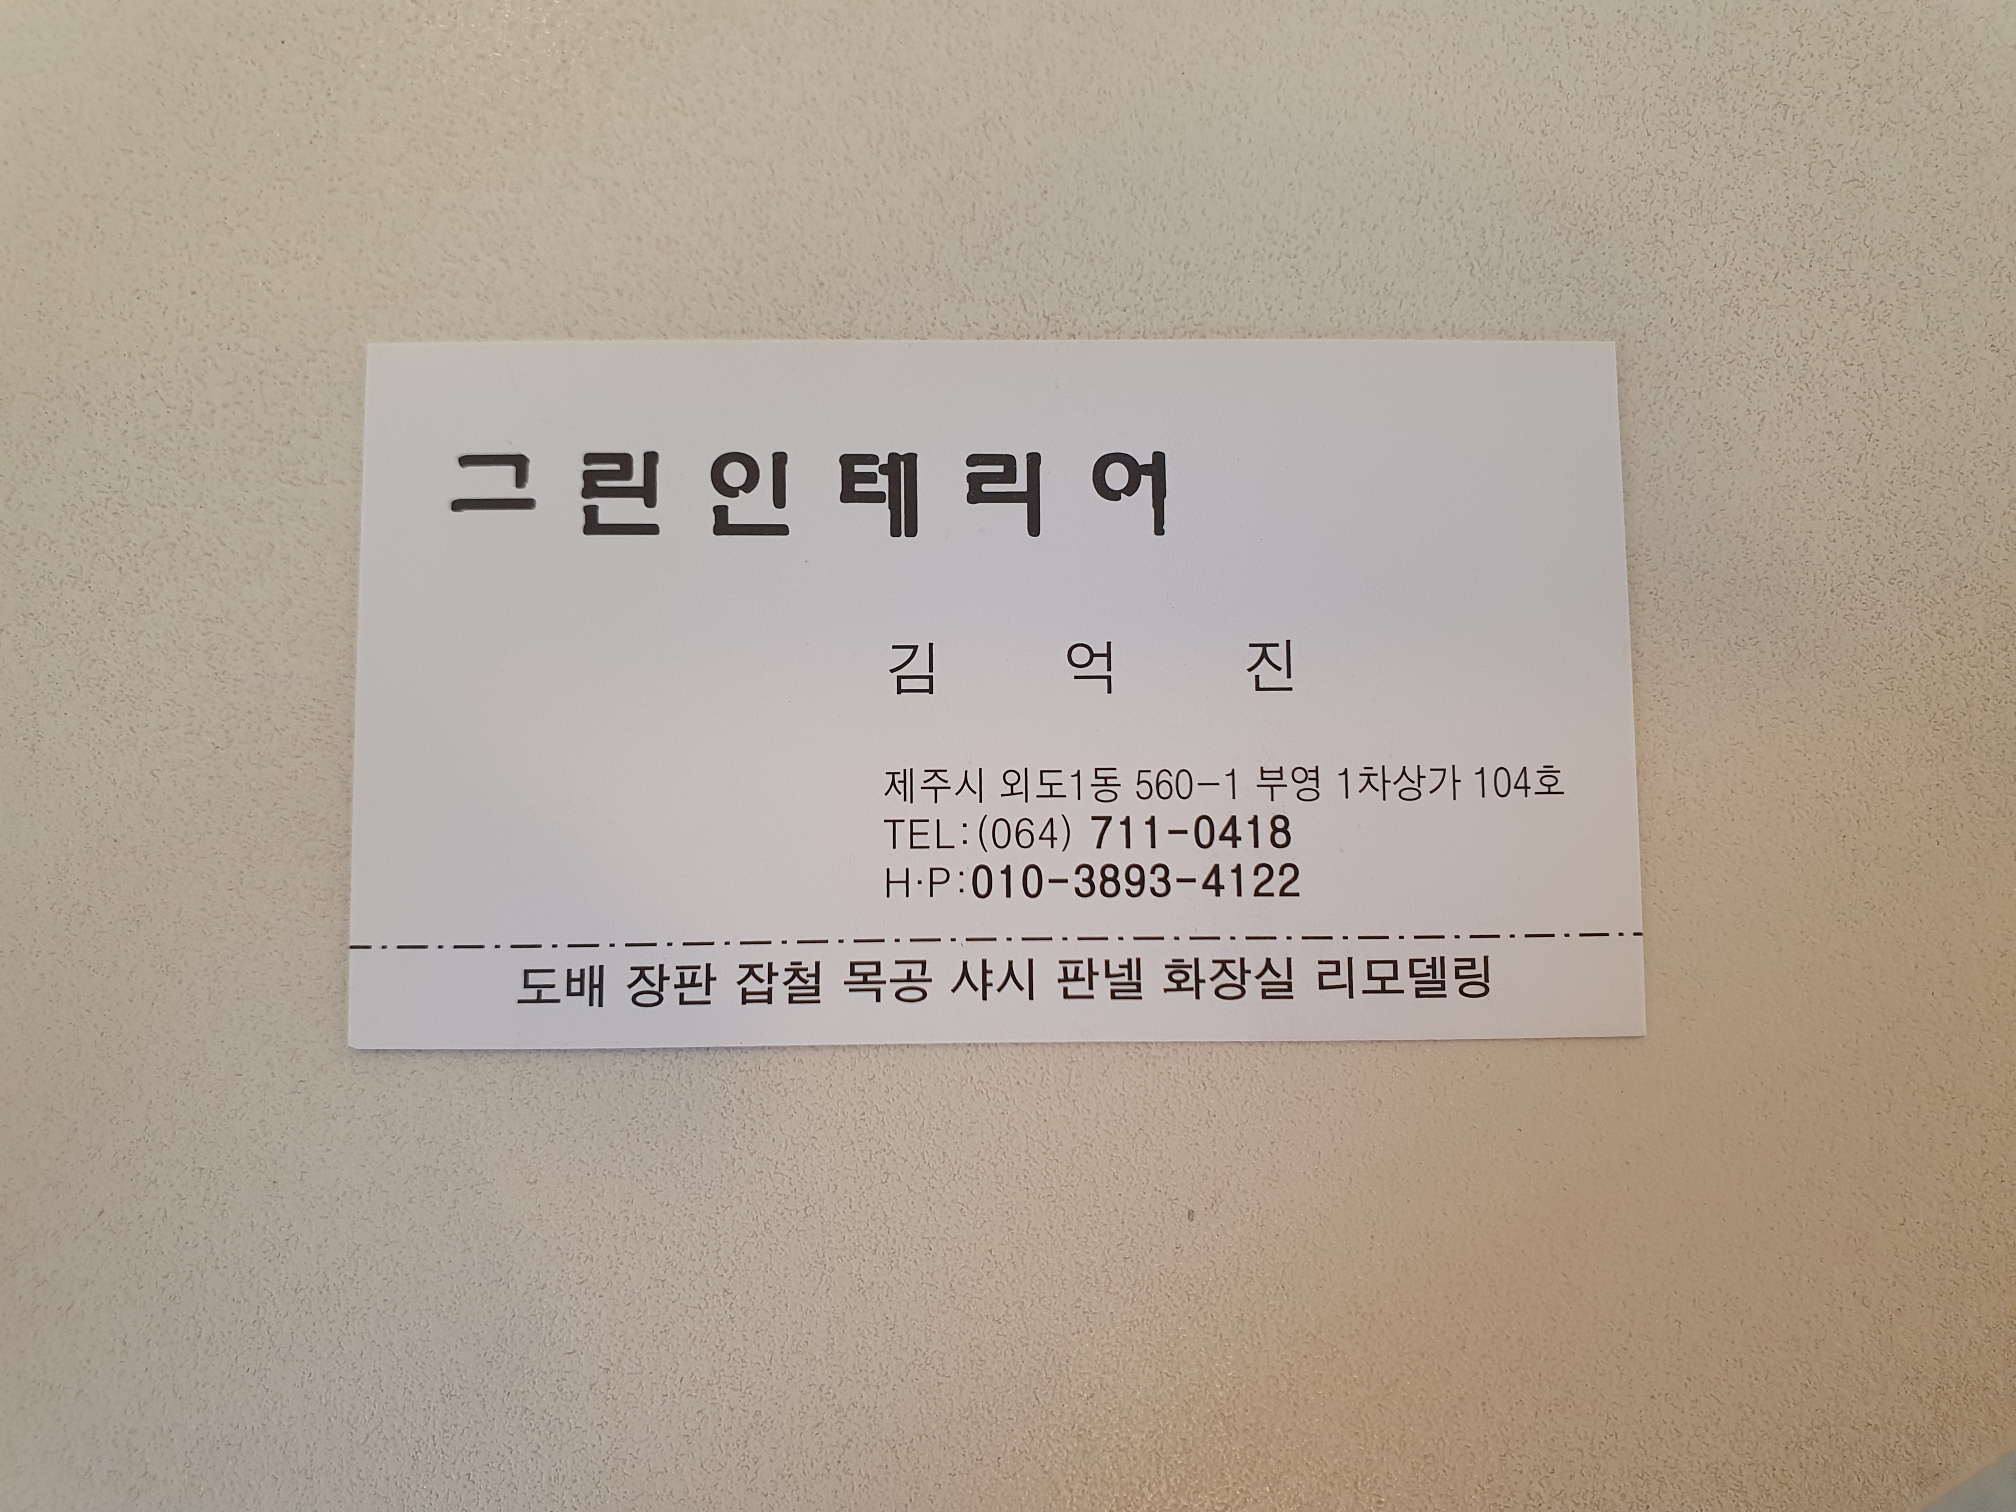 그린인테리어
김 억 진
제주시 외도1동 560-1 부영 1차상가 104호
TEL:(064) 711-0418
H·P:010-3893-4122
도배 장판 잡철 목공 샤시 판넬 화장실 리모델링